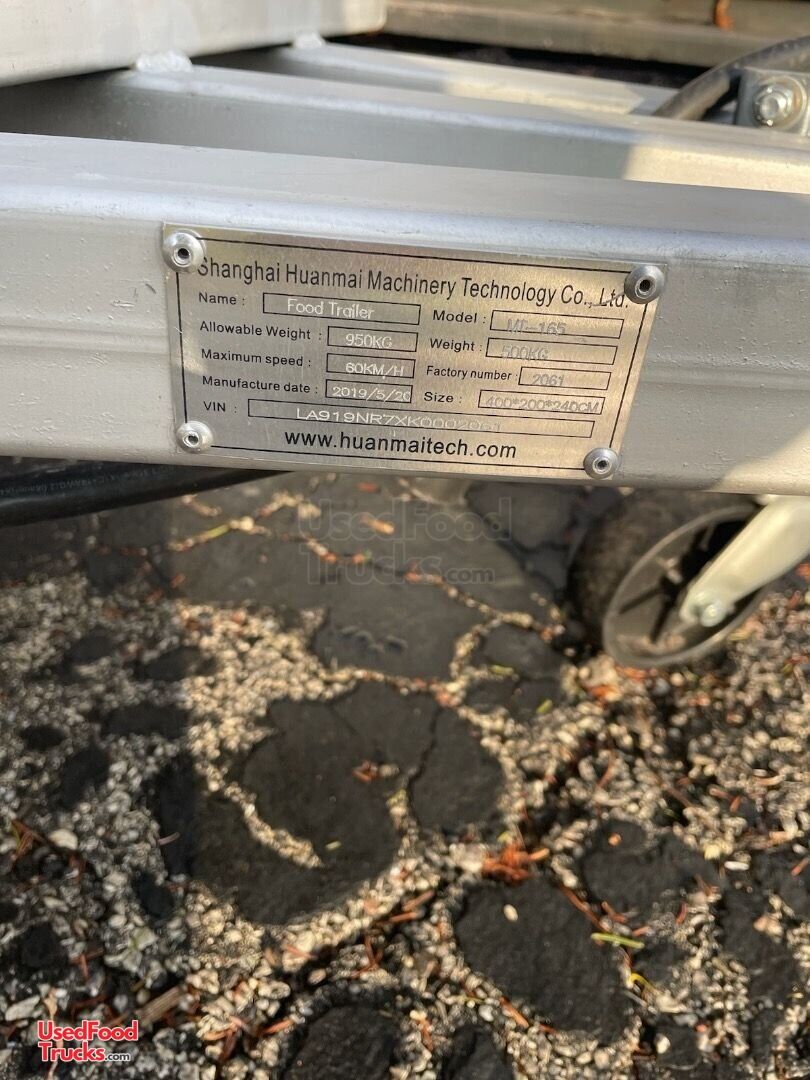 Shanghai Huanmai Machinery Technology Co., Ltd.
Name : Food Trailer Model :
Allowable Weight : 950KG Weight : 500KG
Maximum speed : 60KM/H Factory number : 2061
Manufacture date : 2019/5/20 Size : 400*200*240CM
VIN : LA919NR7XK0002061
www.huanmaitech.com
UsedFood
Trucks.com
UsedFood
Trucks.com